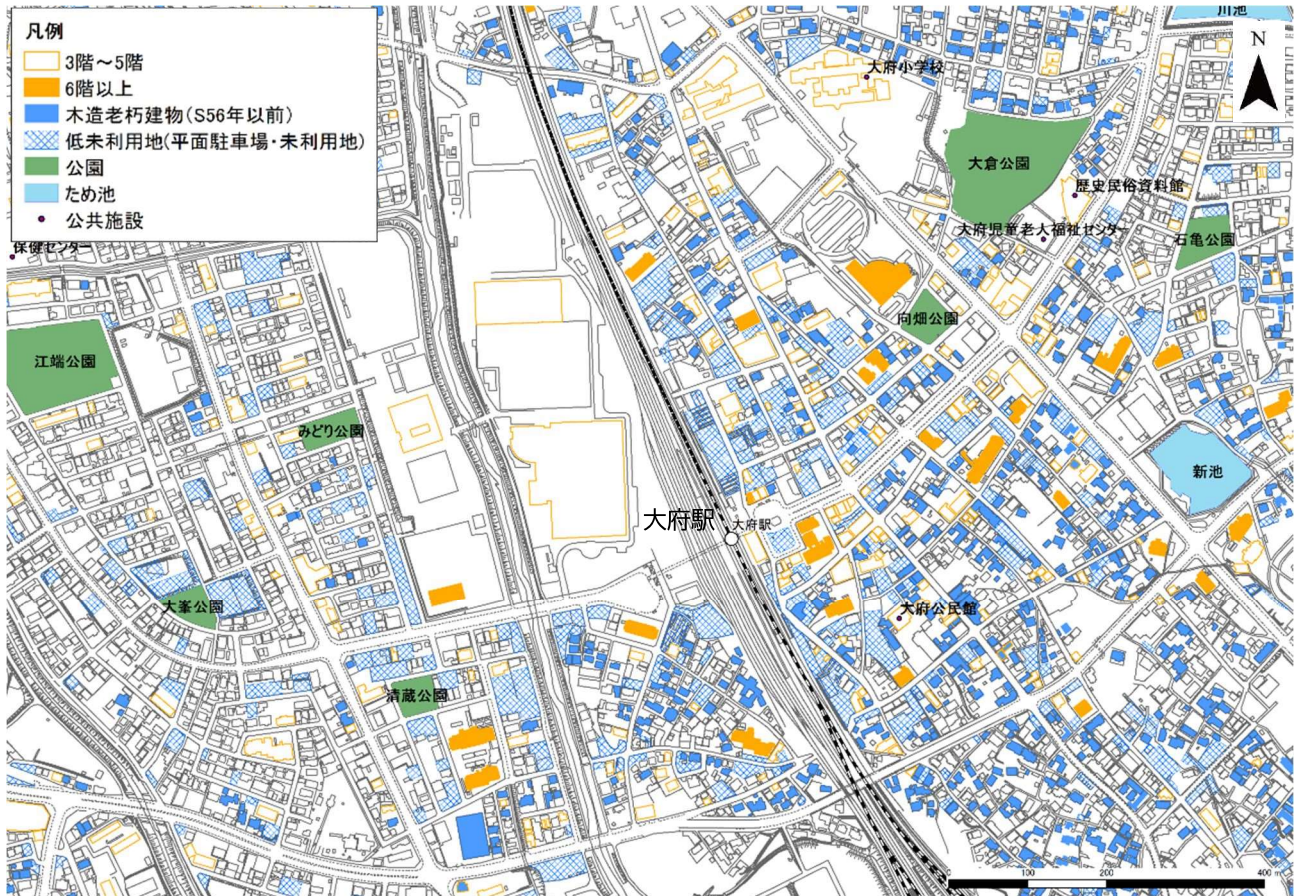 凡例
3階～5階
6階以上
木造老朽建物(S56年以前)
低未利用地(平面駐車場・未利用地)
公園
ため池
公共施設
川池
N
大府小学校
大倉公園
歴史民俗資料館
大府児童老人福祉センター
石亀公園
保健センター
向畑公園
江端公園
みどり公園
新池
大府駅
大府駅
大峯公園
大府公民館
清蔵公園
100
200
400 m